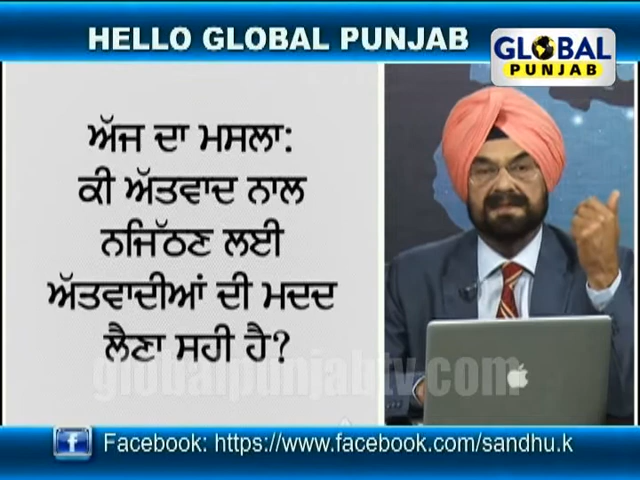 HELLO GLOBAL PUNJAB
GLOBAL
PUNJAB
ਅੱਜ ਦਾ ਮਸਲਾ:
ਕੀ ਅੱਤਵਾਦ ਨਾਲ
ਨਜਿੱਠਣ ਲਈ
ਅੱਤਵਾਦੀਆਂ ਦੀ ਮਦਦ
ਲੈਣਾ ਸਹੀ ਹੈ?
globalpunjabtv.com
Facebook: https://www.facebook.com/sandhu.k